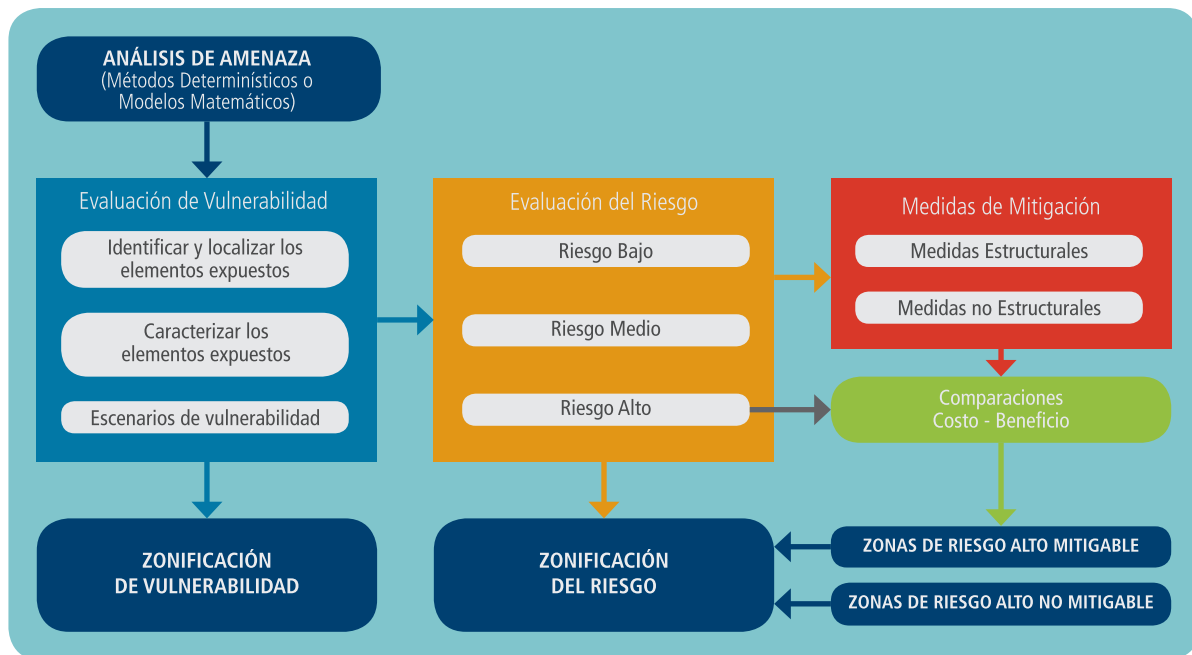 ANÁLISIS DE AMENAZA
(Métodos Determinísticos o
Modelos Matemáticos)
Evaluación de Vulnerabilidad
Identificar y localizar los
elementos expuestos
Caracterizar los
elementos expuestos
Escenarios de vulnerabilidad
ZONIFICACIÓN
DE VULNERABILIDAD
Evaluación del Riesgo
Riesgo Bajo
Riesgo Medio
Riesgo Alto
ZONIFICACIÓN
DEL RIESGO
Medidas de Mitigación
Medidas Estructurales
Medidas no Estructurales
Comparaciones
Costo - Beneficio
ZONAS DE RIESGO ALTO MITIGABLE
ZONAS DE RIESGO ALTO NO MITIGABLE